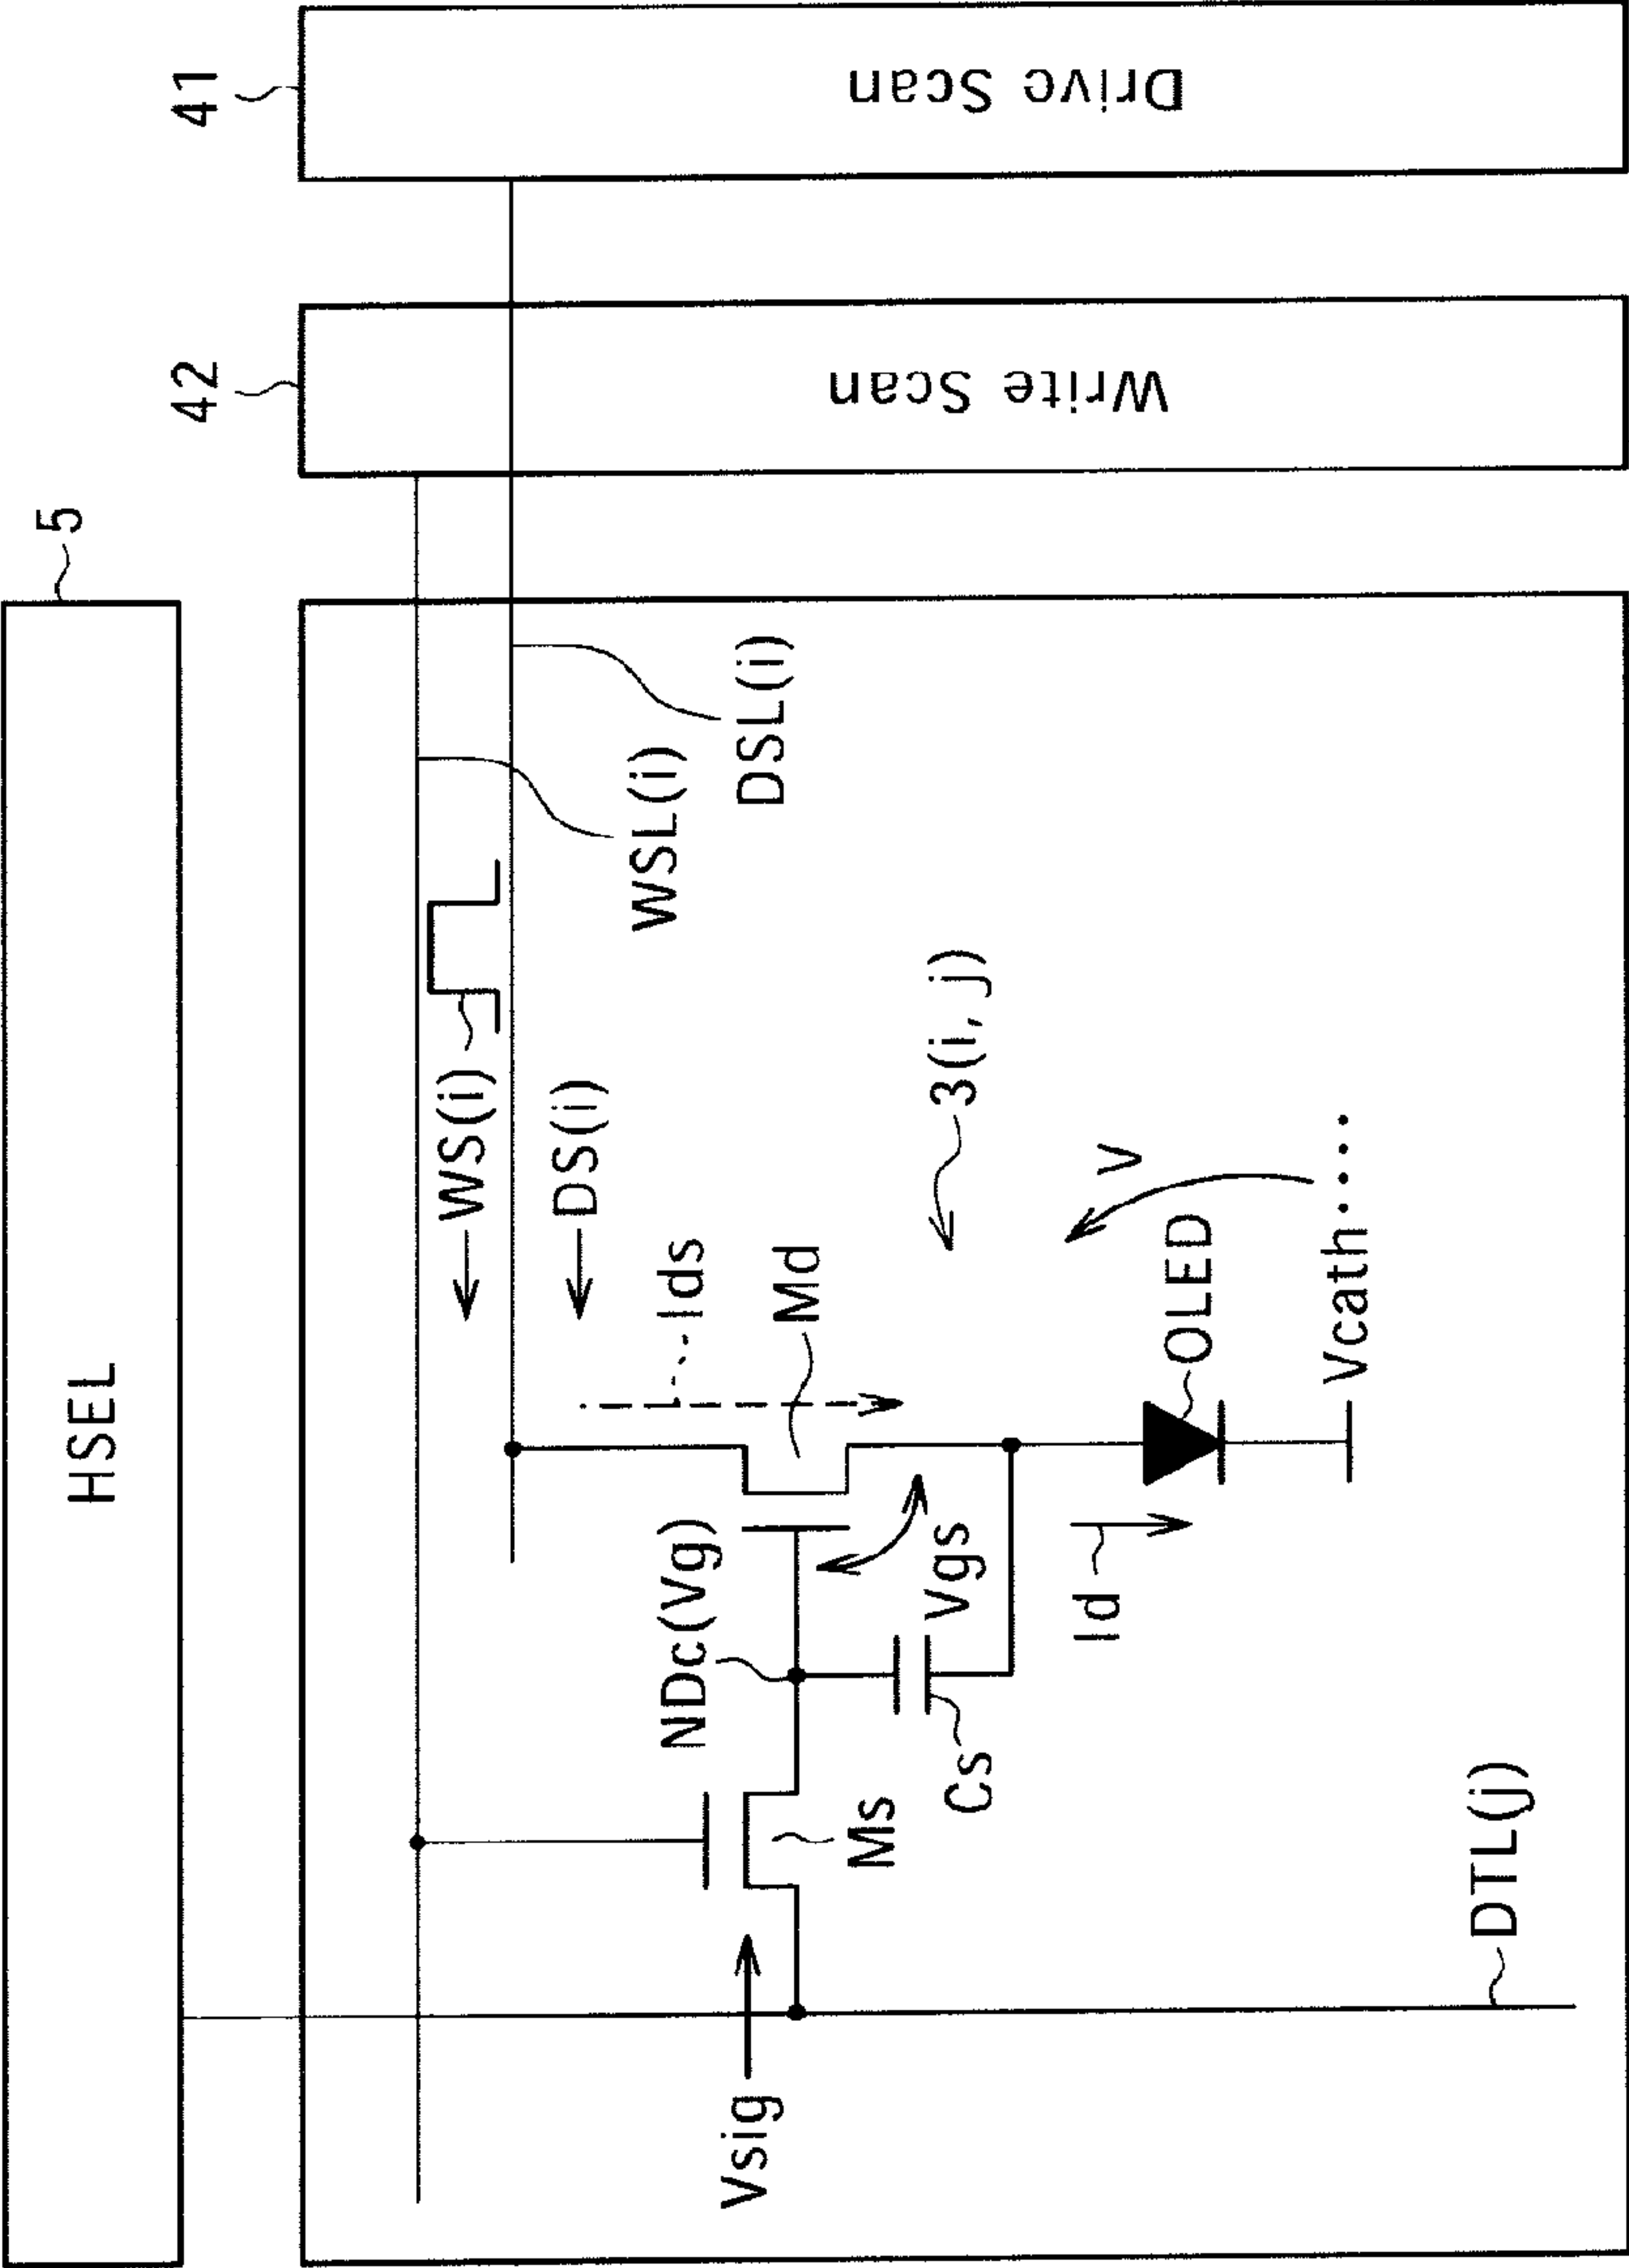 HSEL
5
42
41
Write Scan
Drive Scan
WS(i)
WSL(i)
DS(i)
DSL(i)
Ids
NDc(Vg)
Md
Vsig
Ms
Vgs
3(i, j)
Cs
Id
V
OLED
Vcath
DTL(j)